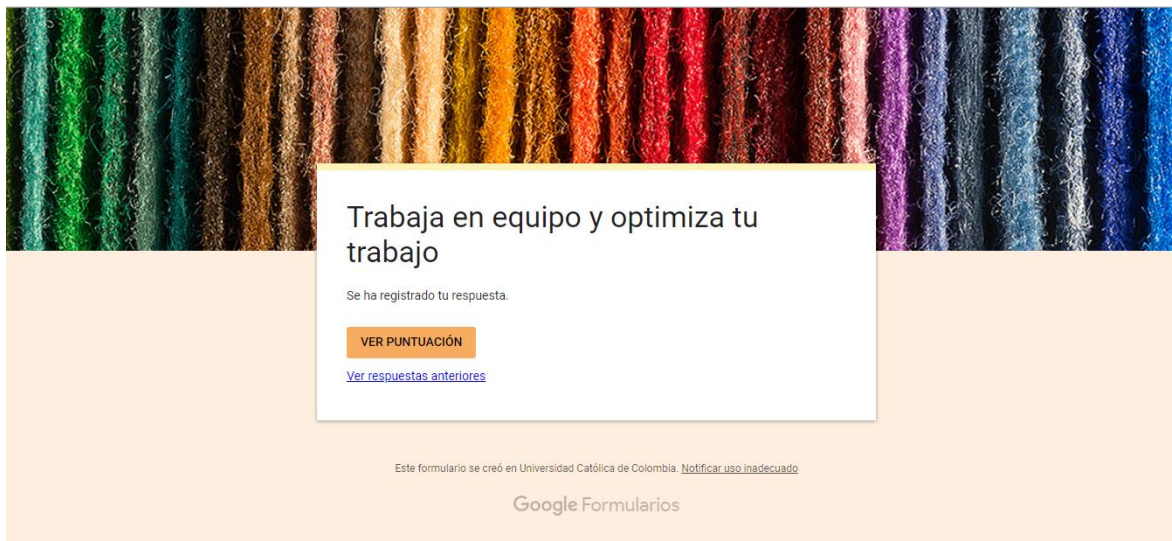 Trabaja en equipo y optimiza tu
trabajo
Se ha registrado tu respuesta.
VER PUNTUACIÓN
Ver respuestas anteriores
Este formulario se creó en Universidad Católica de Colombia. Notificar uso inadecuado
Google Formularios